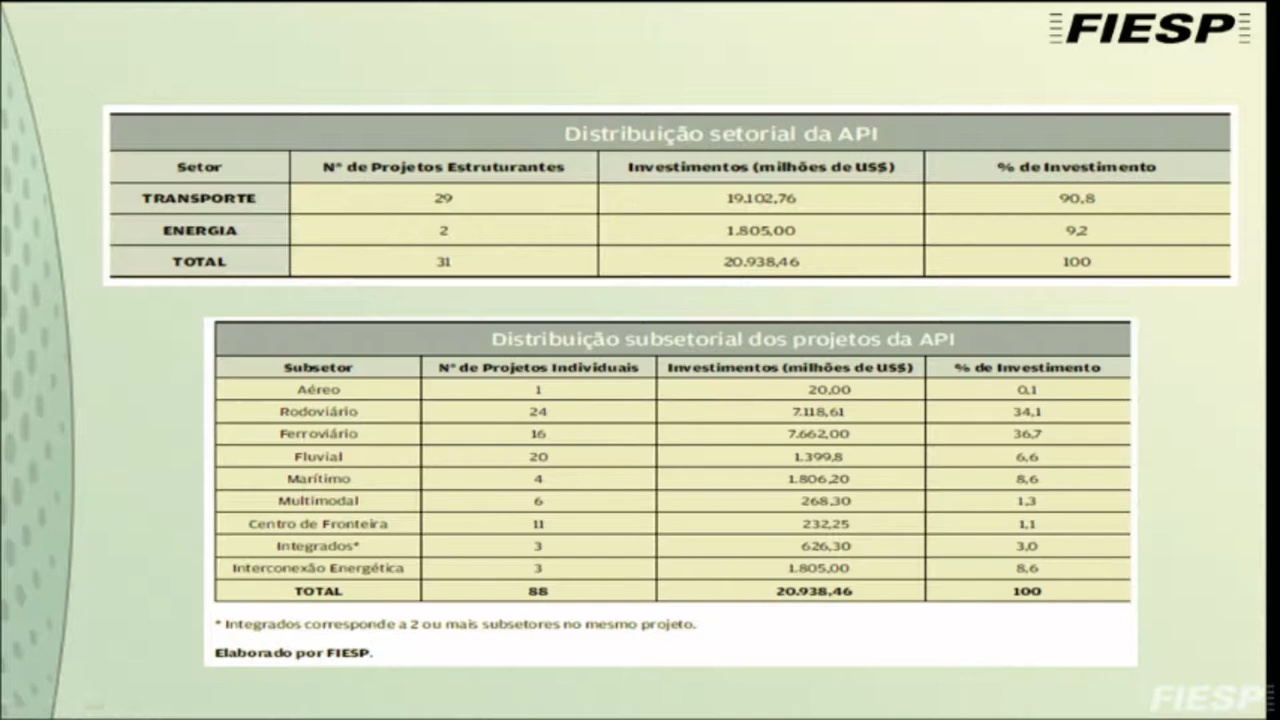 FIESP
Distribuição setorial da API
Setor N° de Projetos Estruturantes Investimentos (milhões de US$) % de Investimento
TRANSPORTE 29 19.102,76 90,8
ENERGIA 2 1.805,00 9,2
TOTAL 31 20.938,46 100
Distribuição subsetorial dos projetos da API
Subsetor N° de Projetos Individuais Investimentos (milhões de US$) % de Investimento
Aéreo 1 20,00 0,1
Rodoviário 24 7.118,61 34,1
Ferroviário 16 7.662,00 36,7
Fluvial 20 1.399,8 6,6
Marítimo 4 1.806,20 8,6
Multimodal 6 268,30 1,3
Centro de Fronteira 11 232,25 1,1
Integrados* 3 626,30 3,0
Interconexão Energética 3 1.805,00 8,6
TOTAL 88 20.938,46 100
* Integrados corresponde a 2 ou mais subsetores no mesmo projeto.
Elaborado por FIESP.
FIESP